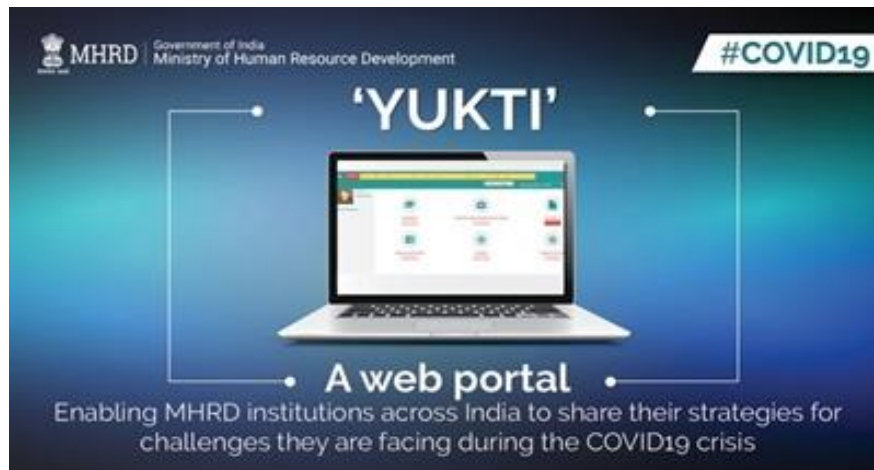 MHRD
Government of India
Ministry of Human Resource Development
#COVID19
‘YUKTI’
A web portal
Enabling MHRD institutions across India to share their strategies for
challenges they are facing during the COVID19 crisis